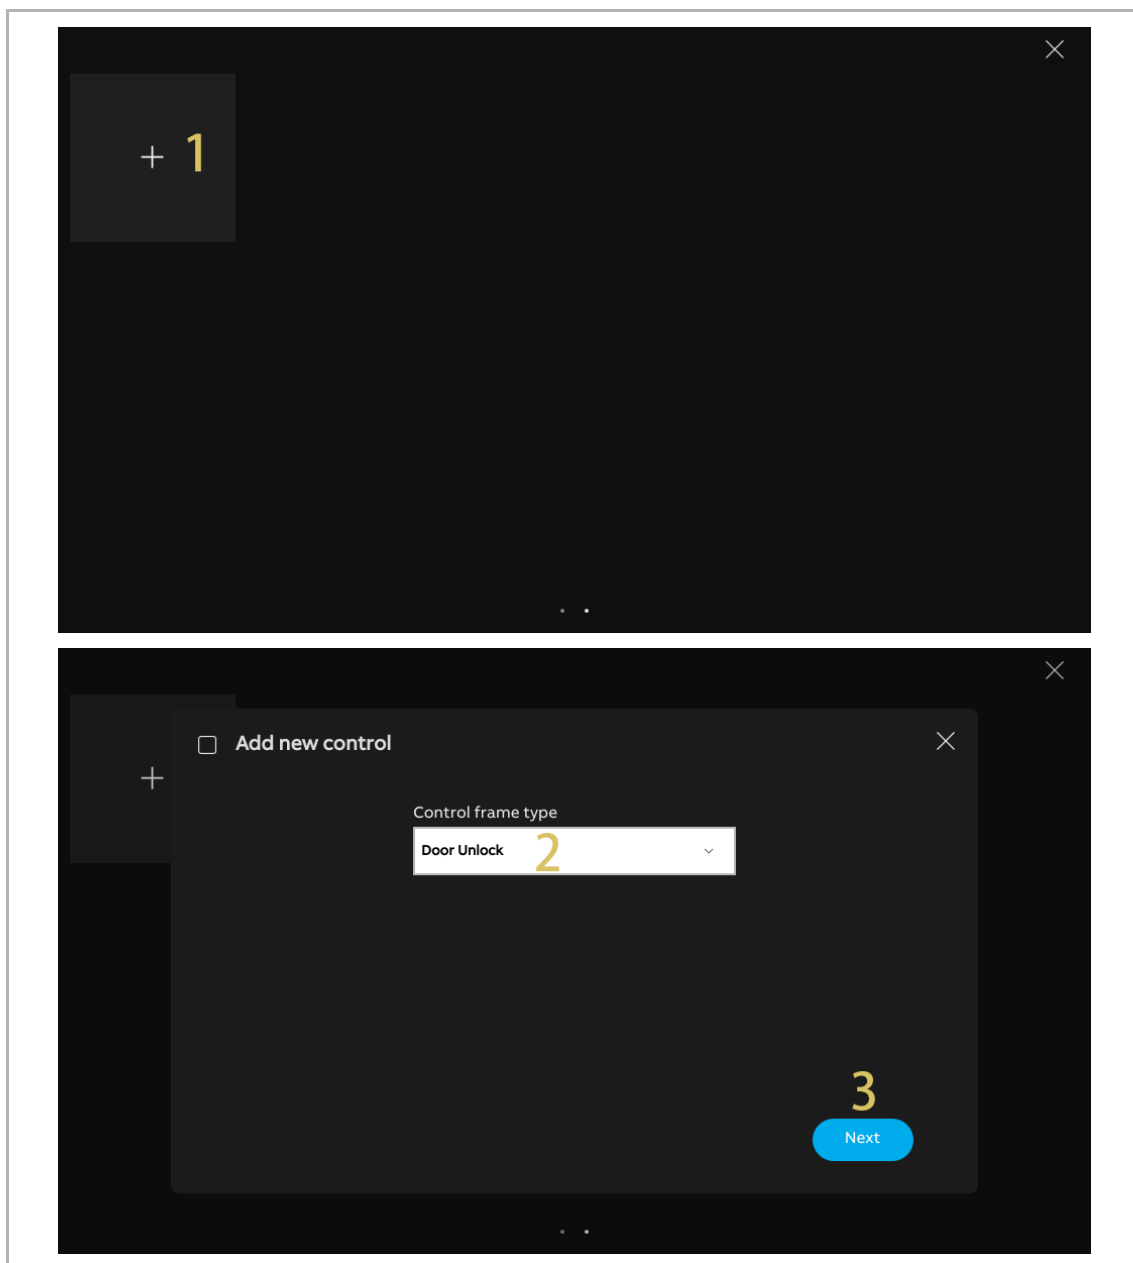 + 1
+
Add new control
Control frame type
Door Unlock 2
3
Next